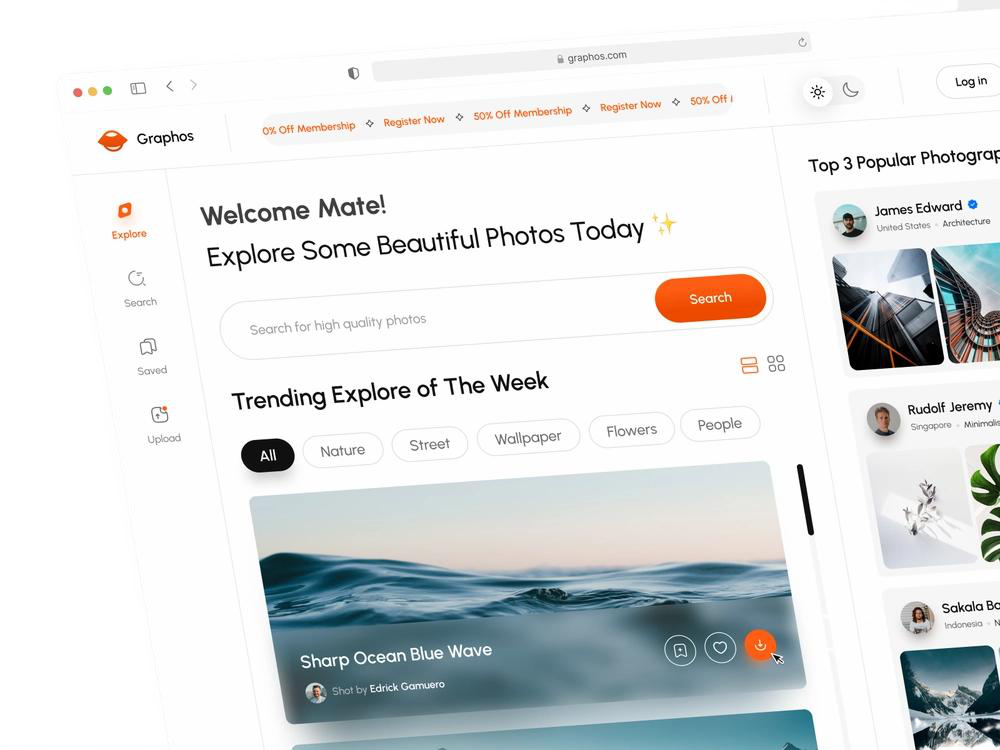 graphos.com
Graphos
0% Off Membership
Register Now
50% Off Membership
Register Now
50% Off
Log in
Explore
Search
Saved
Upload
Welcome Mate!
Explore Some Beautiful Photos Today ✨
Search for high quality photos
Search
Trending Explore of The Week
All
Nature
Street
Wallpaper
Flowers
People
Sharp Ocean Blue Wave
Shot by Edrick Gamuero
Top 3 Popular
James Edward
United States • Architecture
Rudolf Jeremy
Singapore •
Sakala
Indonesia •